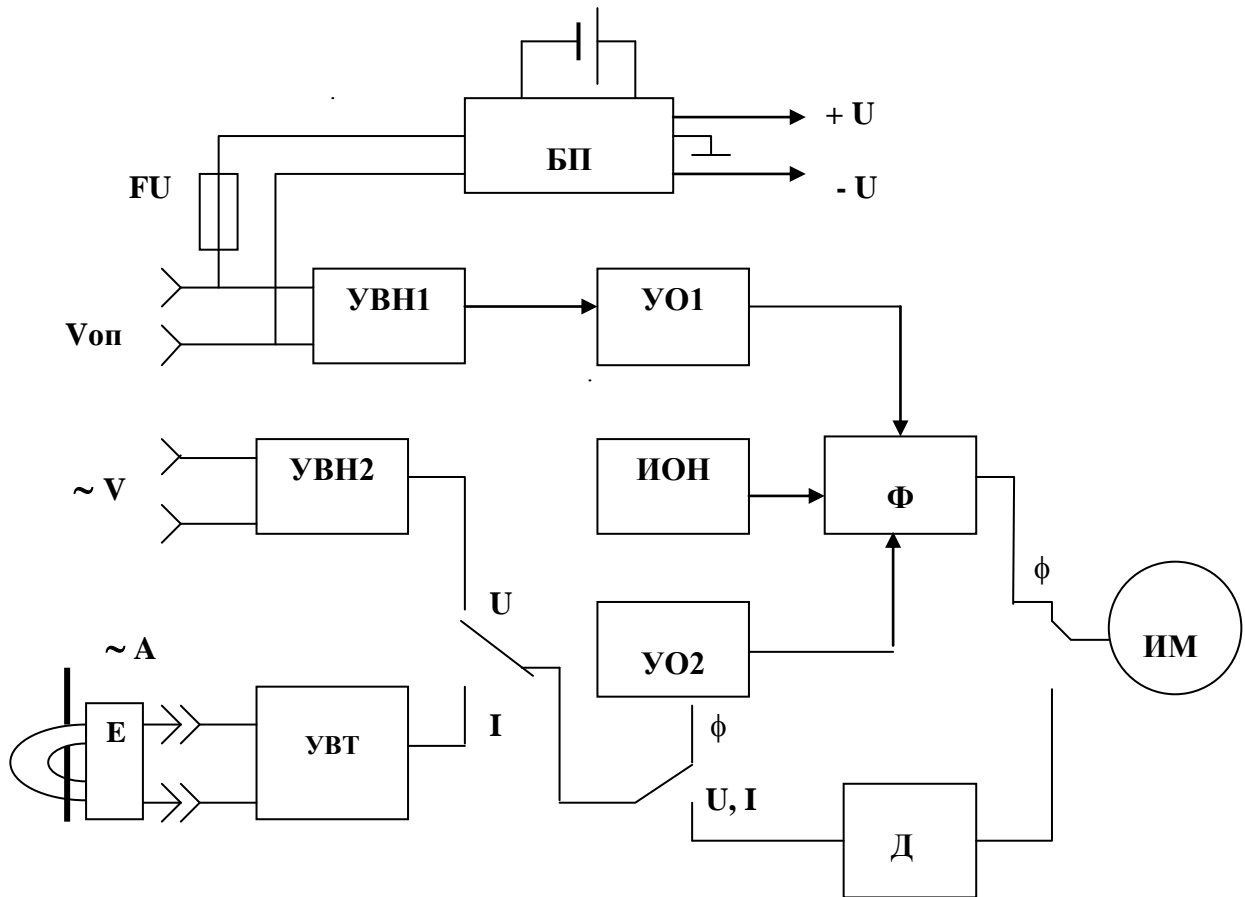 + U
БП
FU
- U
УВН1
УО1
Vоп
УВН2
ИОН
Ф
~ V
ϕ
U
~ A
УО2
ИМ
E
УВТ
I
ϕ
U, I
Д